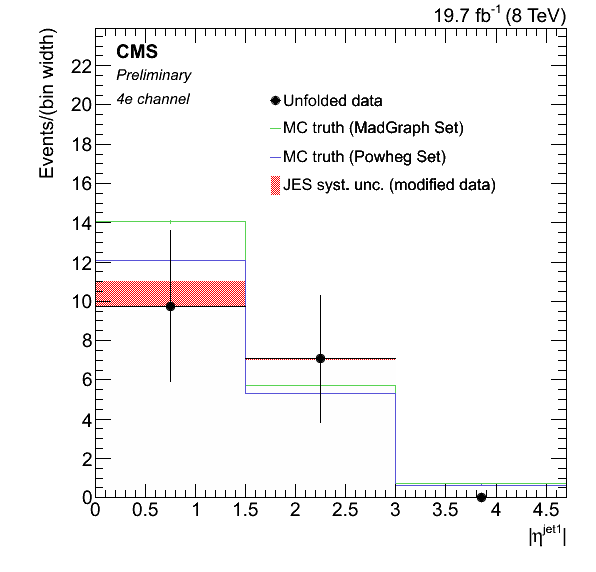 19.7 fb⁻¹ (8 TeV)
Events/(bin width)
CMS
Preliminary
4e channel
Unfolded data
MC truth (MadGraph Set)
MC truth (Powheg Set)
JES syst. unc. (modified data)
22
20
18
16
14
12
10
8
6
4
2
0
0 0.5 1 1.5 2 2.5 3 3.5 4 4.5
|η^jet1|